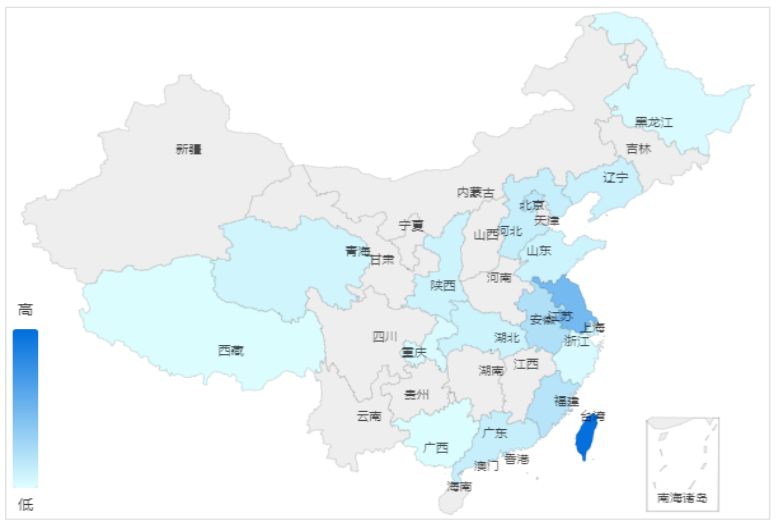 黑龙江
吉林
新疆
辽宁
内蒙古
北京
天津
宁夏
山西
河北
山东
青海
甘肃
河南
陕西
高
安徽
江苏
上海
四川
湖北
浙江
西藏
重庆
江西
湖南
贵州
福建
云南
台湾
广东
广西
香港
澳门
海南
南海诸岛
低